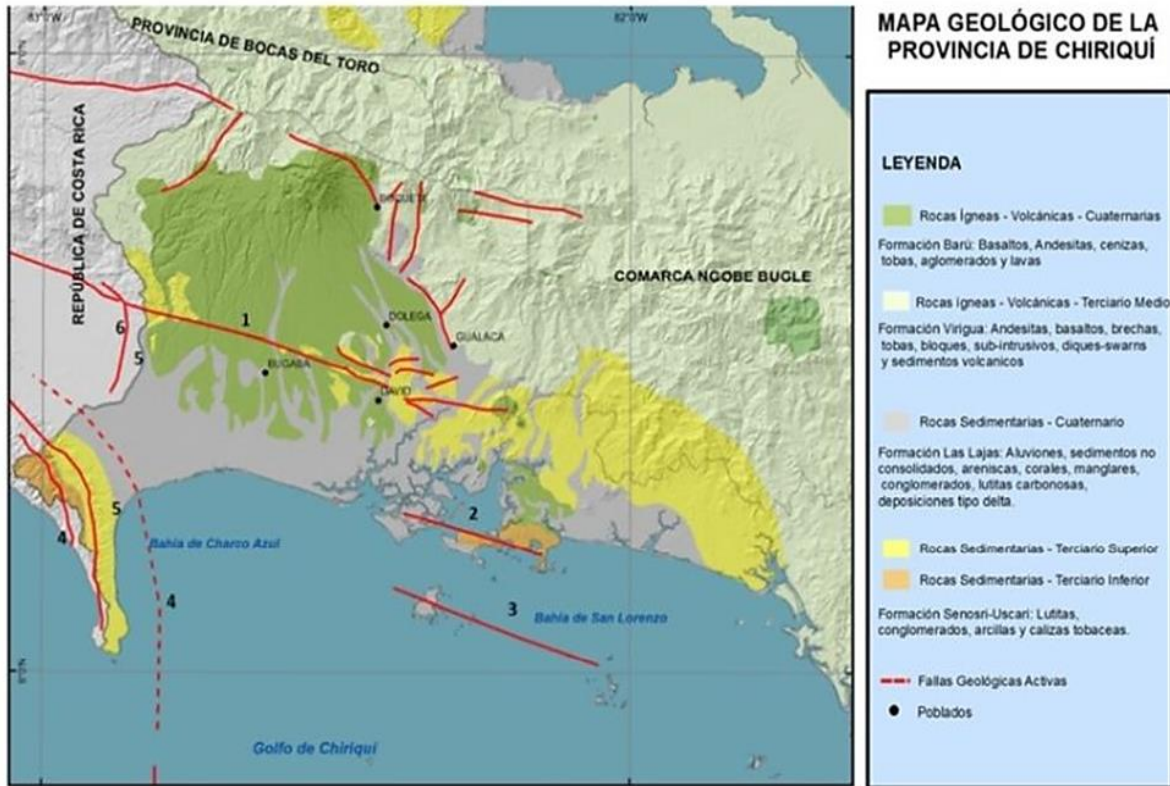 MAPA GEOLÓGICO DE LA
PROVINCIA DE CHIRIQUÍ
83°0'W
82°0'W
PROVINCIA DE BOCAS DEL TORO
REPÚBLICA DE COSTA RICA
BOQUETE
COMARCA NGOBE BUGLE
1
6
5
DOLEGA
GUALACA
BUGABA
DAVID
2
5
4
Bahía de Charco Azul
4
3
Bahía de San Lorenzo
Golfo de Chiriquí
LEYENDA
Rocas Ígneas - Volcánicas - Cuaternarias
Formación Barú: Basaltos, Andesitas, cenizas,
tobas, aglomerados y lavas
Rocas Igneas - Volcánicas - Terciario Medio
Formación Virigua: Andesitas, basaltos, brechas,
tobas, bloques, sub-intrusivos, diques-swarns
y sedimentos volcanicos
Rocas Sedimentarias - Cuaternario
Formación Las Lajas: Aluviones, sedimentos no
consolidados, areniscas, corales, manglares,
conglomerados, lutitas carbonosas,
deposiciones tipo delta.
Rocas Sedimentarias - Terciario Superior
Rocas Sedimentarias - Terciario Inferior
Formación Senosri-Uscari: Lutitas,
conglomerados, arcillas y calizas tobaceas.
Fallas Geológicas Activas
Poblados